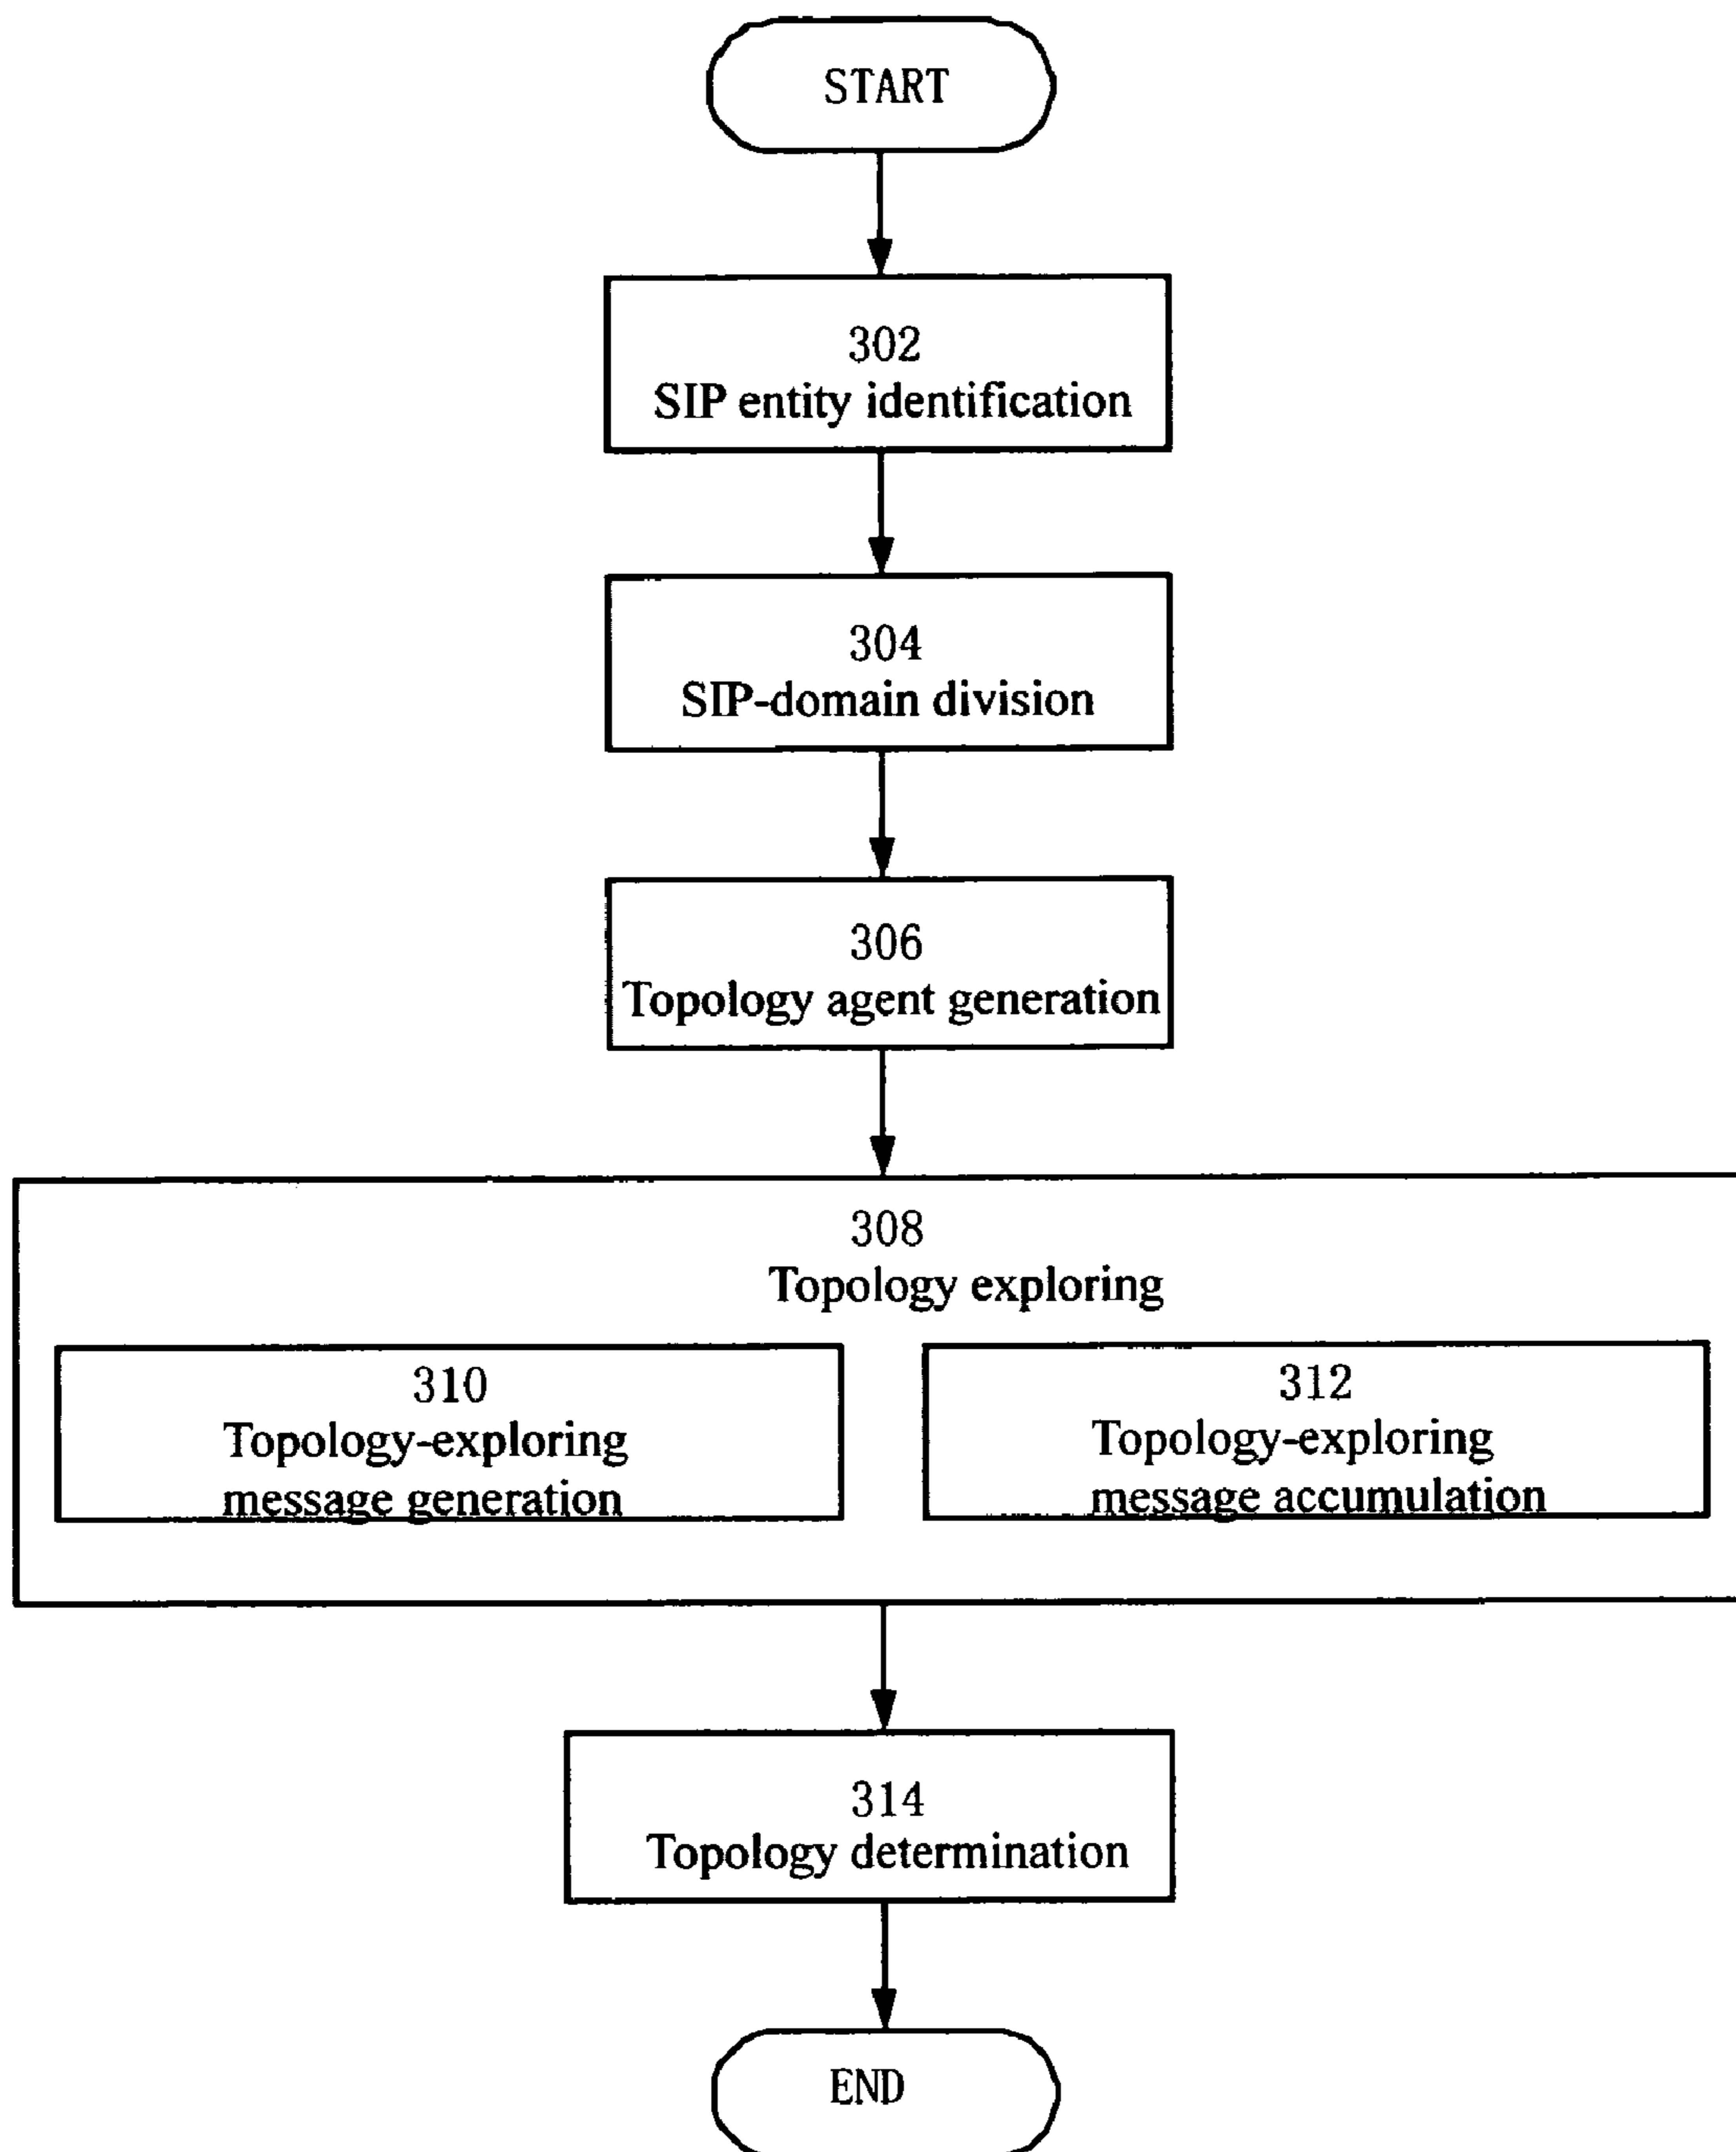 START
302
SIP entity identification
304
SIP-domain division
306
Topology agent generation
308
Topology exploring
310
Topology-exploring
message generation
312
Topology-exploring
message accumulation
314
Topology determination
END